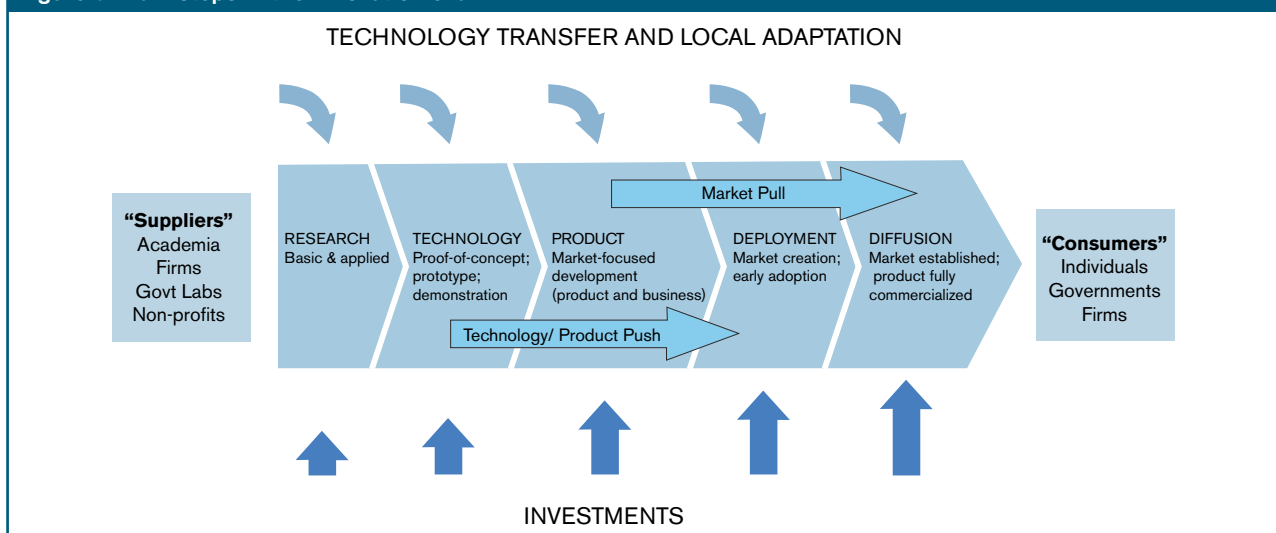 TECHNOLOGY TRANSFER AND LOCAL ADAPTATION
Market Pull
“Suppliers”
Academia
Firms
Govt Labs
Non-profits
RESEARCH
Basic & applied
TECHNOLOGY
Proof-of-concept;
prototype;
demonstration
PRODUCT
Market-focused
development
(product and business)
DEPLOYMENT
Market creation;
early adoption
DIFFUSION
Market established;
product fully
commercialized
“Consumers”
Individuals
Governments
Firms
Technology/ Product Push
INVESTMENTS